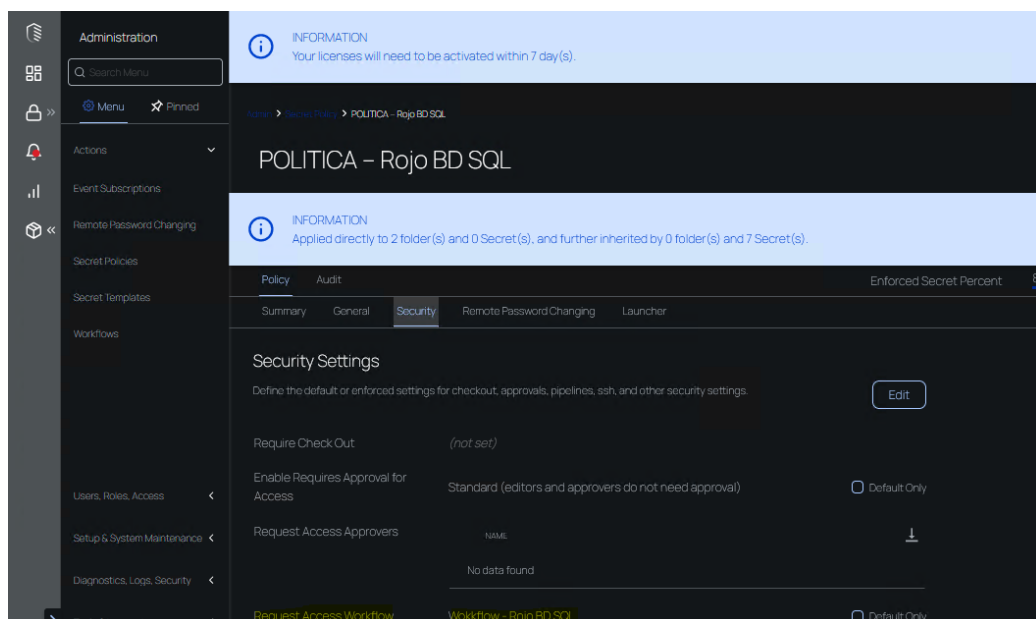 Administration
Search Menu
Menu
Pinned
Actions
Event Subscriptions
Remote Password Changing
Secret Policies
Secret Templates
Workflows
Users, Roles, Access
Setup & System Maintenance
Diagnostics, Logs, Security
INFORMATION
Your licenses will need to be activated within 7 day(s).
Admin > Secret Policy > POLITICA – Rojo BD SQL
POLITICA – Rojo BD SQL
INFORMATION
Applied directly to 2 folder(s) and 0 Secret(s), and further inherited by 0 folder(s) and 7 Secret(s).
Policy Audit
Enforced Secret Percent
Summary General Security Remote Password Changing Launcher
Security Settings
Define the default or enforced settings for checkout, approvals, pipelines, ssh, and other security settings.
Edit
Require Check Out (not set)
Enable Requires Approval for
Access
Standard (editors and approvers do not need approval)
Default Only
Request Access Approvers
NAME
No data found
Request Access Workflow
Wokkflow - Rojo BD SQL
Default Only